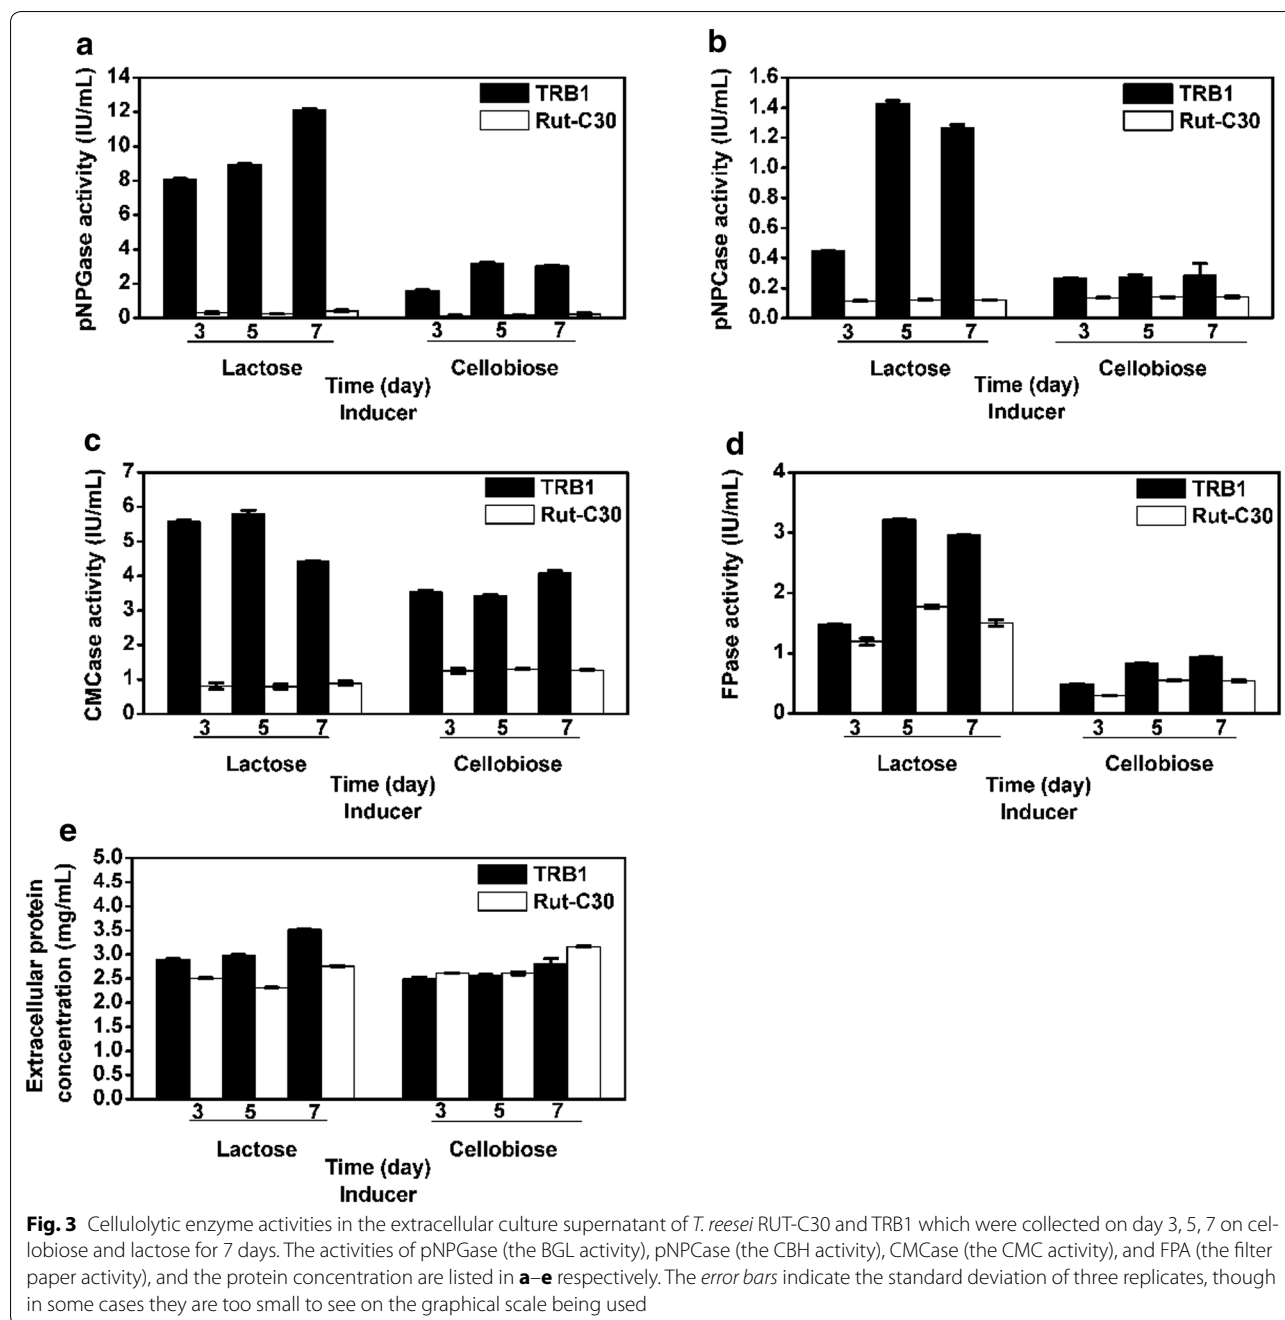 a
pNPGase activity (IU/mL)
14
12
10
8
6
4
2
0
TRB1
Rut-C30
3 5 7 3 5 7
Lactose Cellobiose
Time (day)
Inducer
b
pNPCase activity (IU/mL)
1.6
1.4
1.2
1.0
0.8
0.6
0.4
0.2
0.0
TRB1
Rut-C30
3 5 7 3 5 7
Lactose Cellobiose
Time (day)
Inducer
c
CMCase activity (IU/mL)
7
6
5
4
3
2
1
0
TRB1
Rut-C30
3 5 7 3 5 7
Lactose Cellobiose
Time (day)
Inducer
d
FPase activity (IU/mL)
4
3
2
1
0
TRB1
Rut-C30
3 5 7 3 5 7
Lactose Cellobiose
Time (day)
Inducer
e
Extracellular protein
concentration (mg/mL)
5.0
4.5
4.0
3.5
3.0
2.5
2.0
1.5
1.0
0.5
0.0
TRB1
Rut-C30
3 5 7 3 5 7
Lactose Cellobiose
Time (day)
Inducer
Fig. 3 Cellulolytic enzyme activities in the extracellular culture supernatant of T. reesei RUT-C30 and TRB1 which were collected on day 3, 5, 7 on cel-
lobiose and lactose for 7 days. The activities of pNPGase (the BGL activity), pNPCase (the CBH activity), CMCase (the CMC activity), and FPA (the filter
paper activity), and the protein concentration are listed in a–e respectively. The error bars indicate the standard deviation of three replicates, though
in some cases they are too small to see on the graphical scale being used